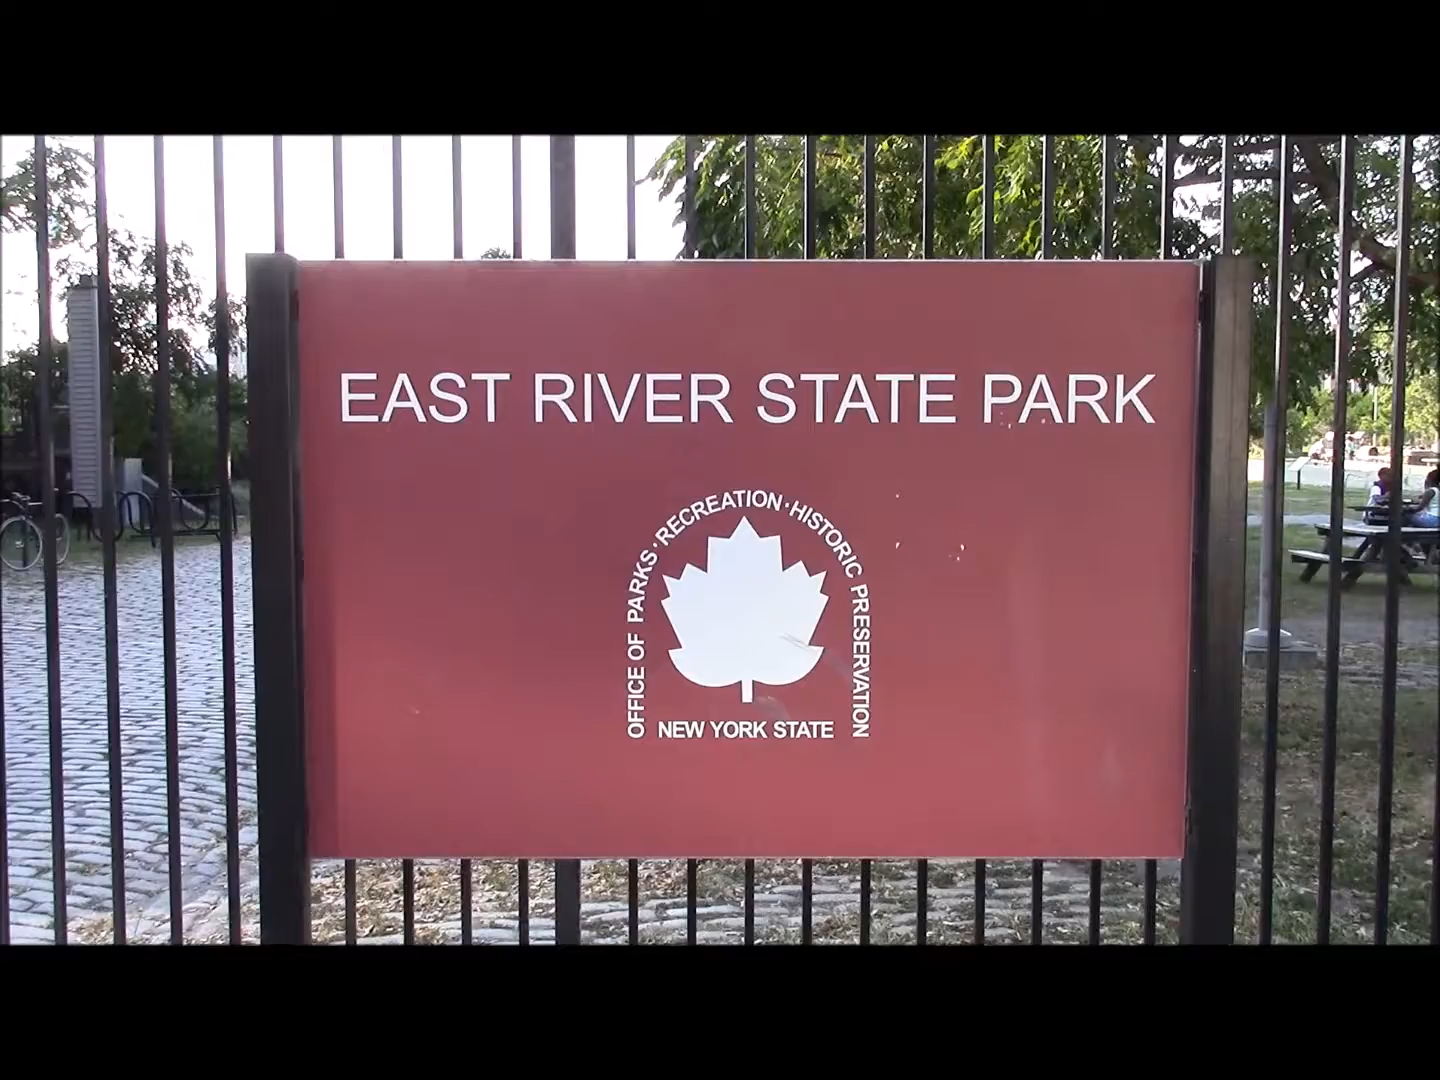 EAST RIVER STATE PARK
OFFICE OF PARKS · RECREATION · HISTORIC PRESERVATION
NEW YORK STATE